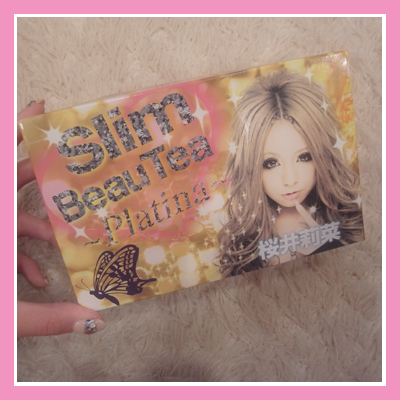 Slim
BeauTea
~Platina~
桜井莉菜